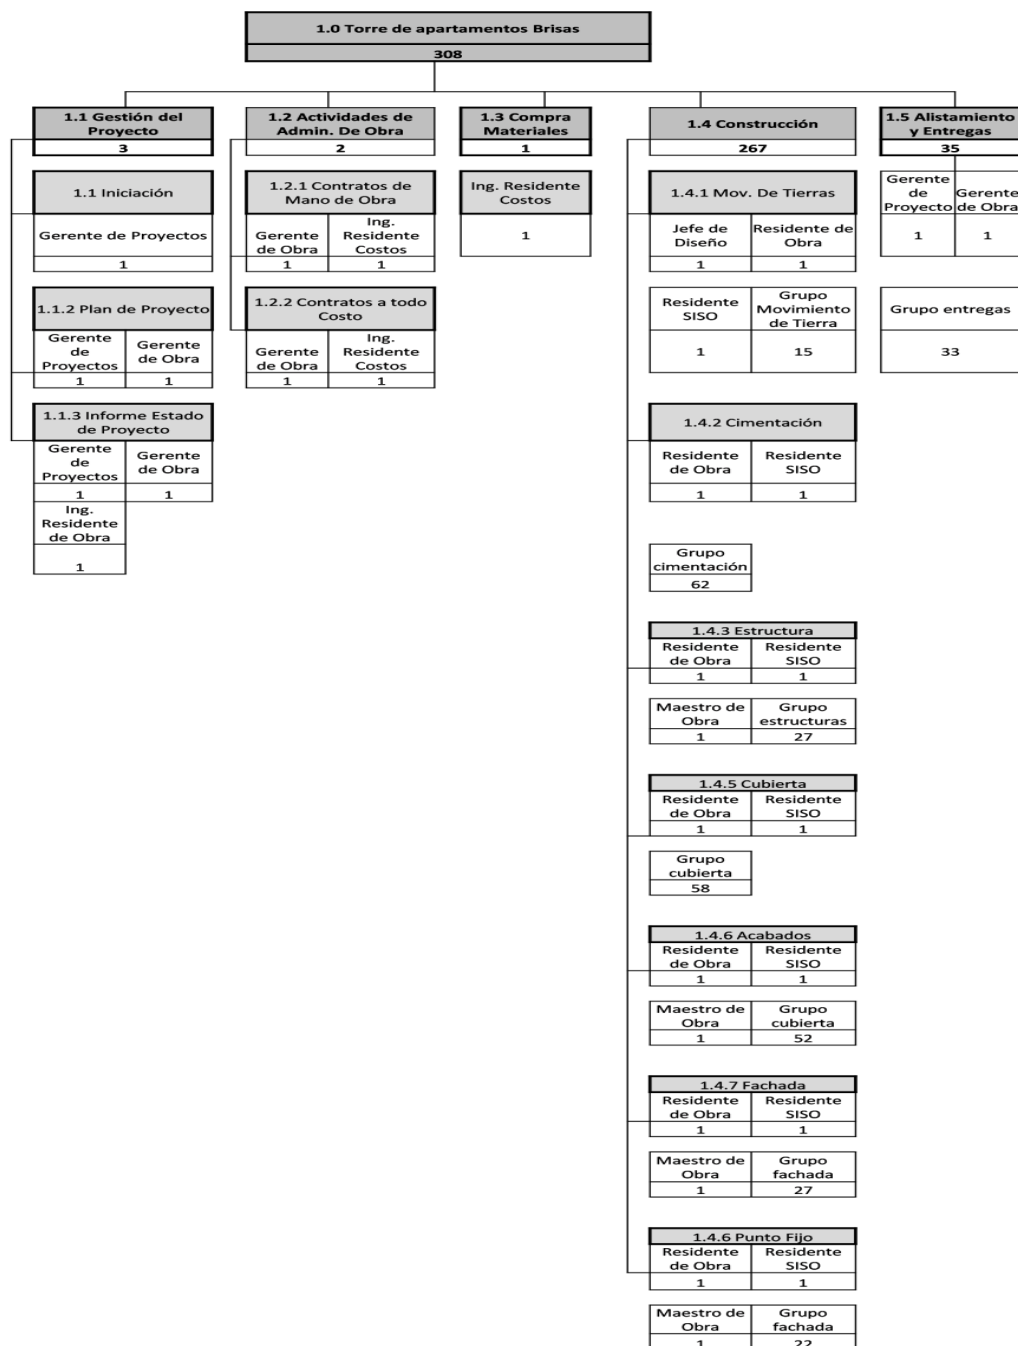 1.0 Torre de apartamentos Brisas
308
1.1 Gestión del
Proyecto
3
1.1 Iniciación
Gerente de Proyectos
1
1.1.2 Plan de Proyecto
Gerente
de
Proyectos
Gerente
de Obra
1
1
1.1.3 Informe Estado
de Proyecto
Gerente
de
Proyectos
Gerente
de Obra
1
1
Ing.
Residente
de Obra
1
1.2 Actividades de
Admin. De Obra
2
1.2.1 Contratos de
Mano de Obra
Gerente
de Obra
Ing.
Residente
Costos
1
1
1.2.2 Contratos a todo
Costo
Gerente
de Obra
Ing.
Residente
Costos
1
1
1.3 Compra
Materiales
1
Ing. Residente
Costos
1
1.4 Construcción
267
1.4.1 Mov. De Tierras
Jefe de
Diseño
Residente de
Obra
1
1
Residente
SISO
Grupo
Movimiento
de Tierra
1
15
1.4.2 Cimentación
Residente
de Obra
Residente
SISO
1
1
Grupo
cimentación
62
1.4.3 Estructura
Residente
de Obra
Residente
SISO
1
1
Maestro de
Obra
Grupo
estructuras
1
27
1.4.5 Cubierta
Residente
de Obra
Residente
SISO
1
1
Grupo
cubierta
58
1.4.6 Acabados
Residente
de Obra
Residente
SISO
1
1
Maestro de
Obra
Grupo
cubierta
1
52
1.4.7 Fachada
Residente
de Obra
Residente
SISO
1
1
Maestro de
Obra
Grupo
fachada
1
27
1.4.6 Punto Fijo
Residente
de Obra
Residente
SISO
1
1
Maestro de
Obra
Grupo
fachada
1
22
1.5 Alistamiento
y Entregas
35
Gerente
de
Proyecto
Gerente
de Obra
1
1
Grupo entregas
33